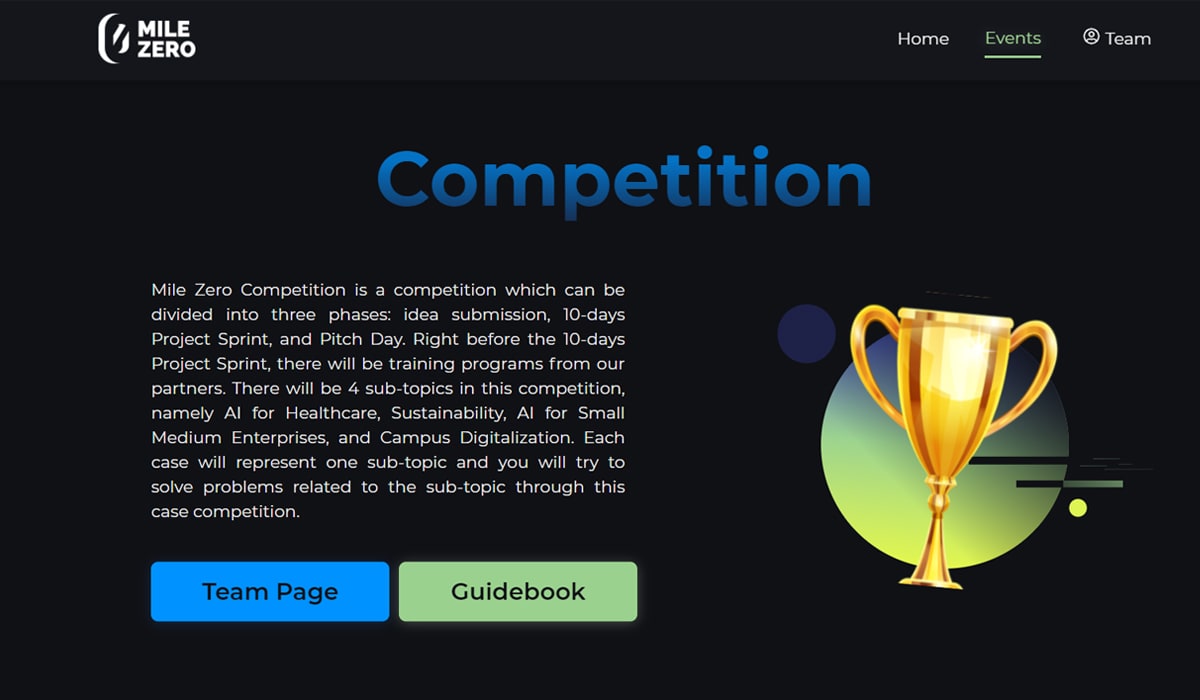 MILE
ZERO
Home Events Team
Competition
Mile Zero Competition is a competition which can be
divided into three phases: idea submission, 10-days
Project Sprint, and Pitch Day. Right before the 10-days
Project Sprint, there will be training programs from our
partners. There will be 4 sub-topics in this competition,
namely AI for Healthcare, Sustainability, AI for Small
Medium Enterprises, and Campus Digitalization. Each
case will represent one sub-topic and you will try to
solve problems related to the sub-topic through this
case competition.
Team Page Guidebook